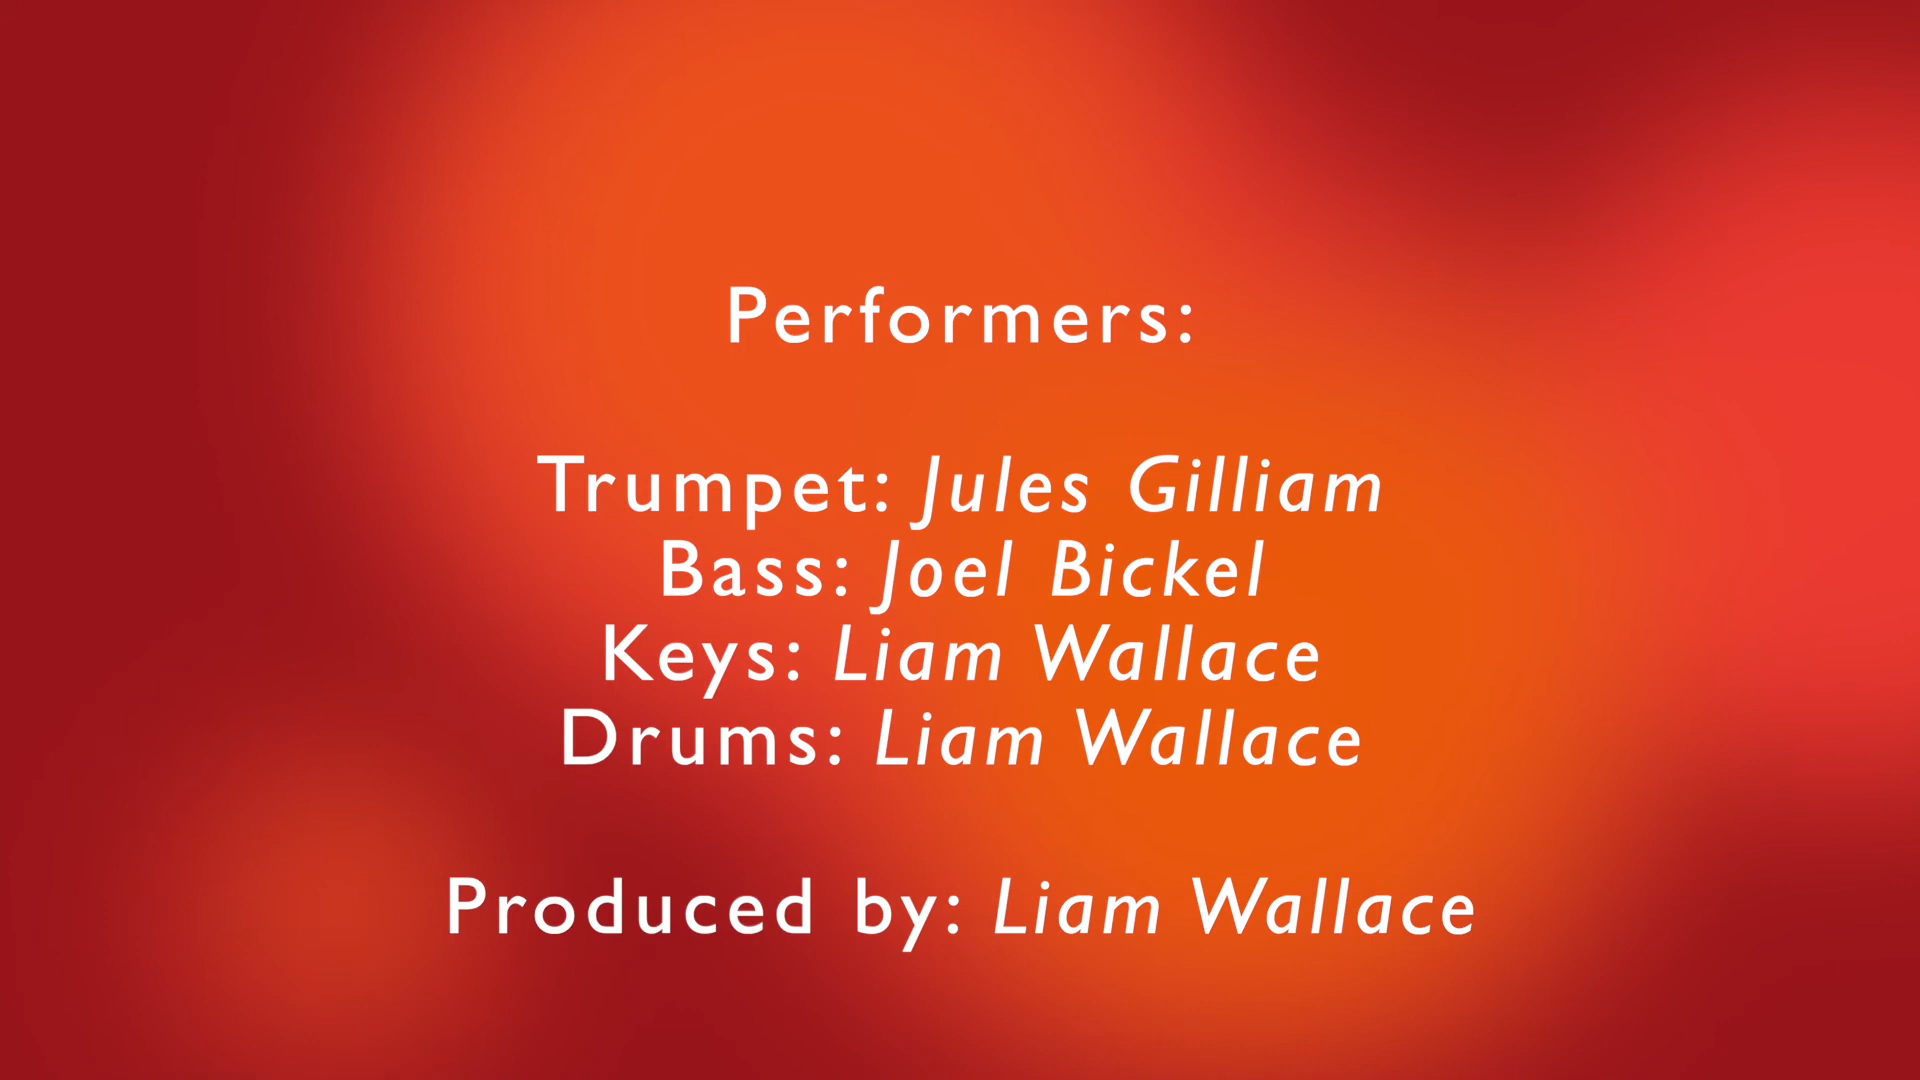 Performers:
Trumpet: Jules Gilliam
Bass: Joel Bickel
Keys: Liam Wallace
Drums: Liam Wallace
Produced by: Liam Wallace